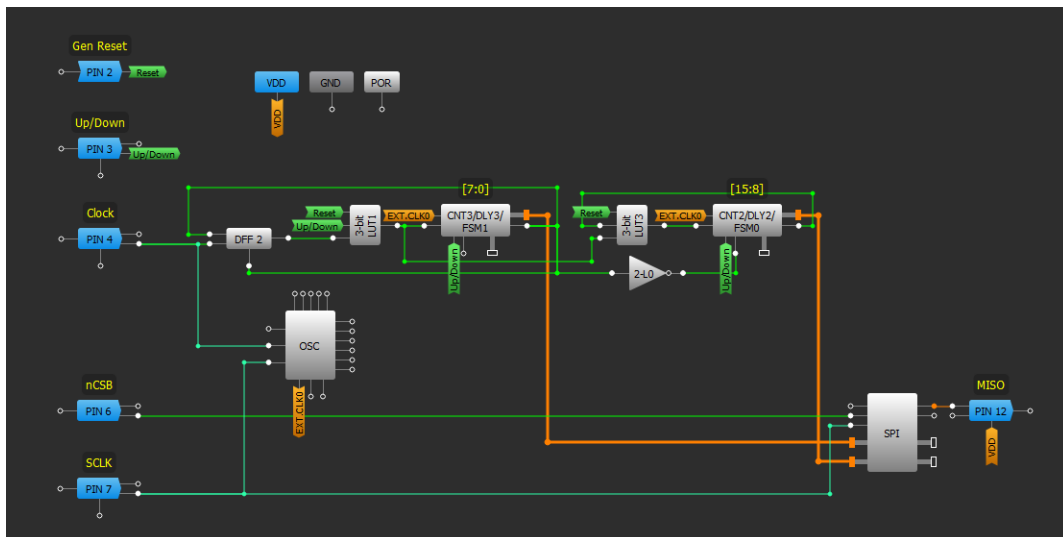 Gen Reset
PIN 2
Reset
VDD
GND
POR
VDD
Up/Down
PIN 3
Up/Down
Clock
PIN 4
DFF 2
Reset
Up/Down
3-bit
LUT1
EXT.CLK0
[7:0]
CNT3/DLY3/
FSM1
Up/Down
Reset
3-bit
LUT3
EXT.CLK0
[15:8]
CNT2/DLY2/
FSM0
Up/Down
2-L0
OSC
EXT.CLK0
nCSB
PIN 6
SPI
MISO
PIN 12
VDD
SCLK
PIN 7